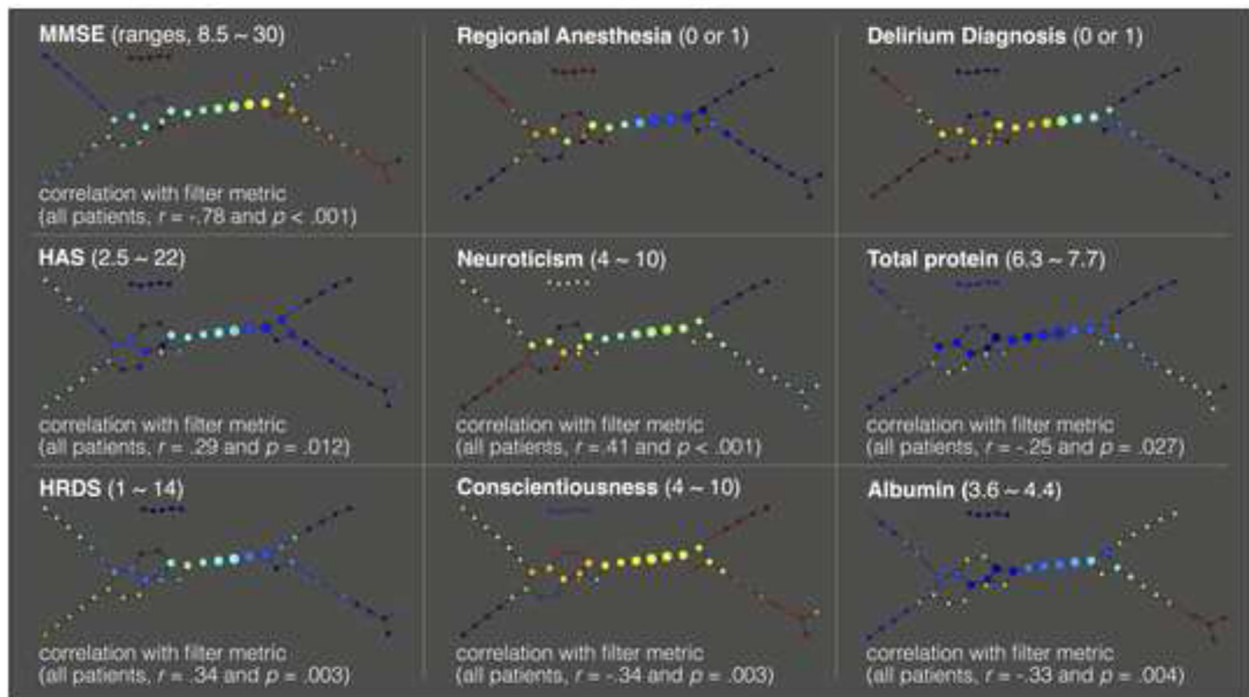 MMSE (ranges, 8.5 ~ 30)
correlation with filter metric
(all patients, r = -.78 and p < .001)
Regional Anesthesia (0 or 1)
Delirium Diagnosis (0 or 1)
HAS (2.5 ~ 22)
correlation with filter metric
(all patients, r = .29 and p = .012)
Neuroticism (4 ~ 10)
correlation with filter metric
(all patients, r = .41 and p < .001)
Total protein (6.3 ~ 7.7)
correlation with filter metric
(all patients, r = -.25 and p = .027)
HRDS (1 ~ 14)
correlation with filter metric
(all patients, r = .34 and p = .003)
Conscientiousness (4 ~ 10)
correlation with filter metric
(all patients, r = -.34 and p = .003)
Albumin (3.6 ~ 4.4)
correlation with filter metric
(all patients, r = -.33 and p = .004)